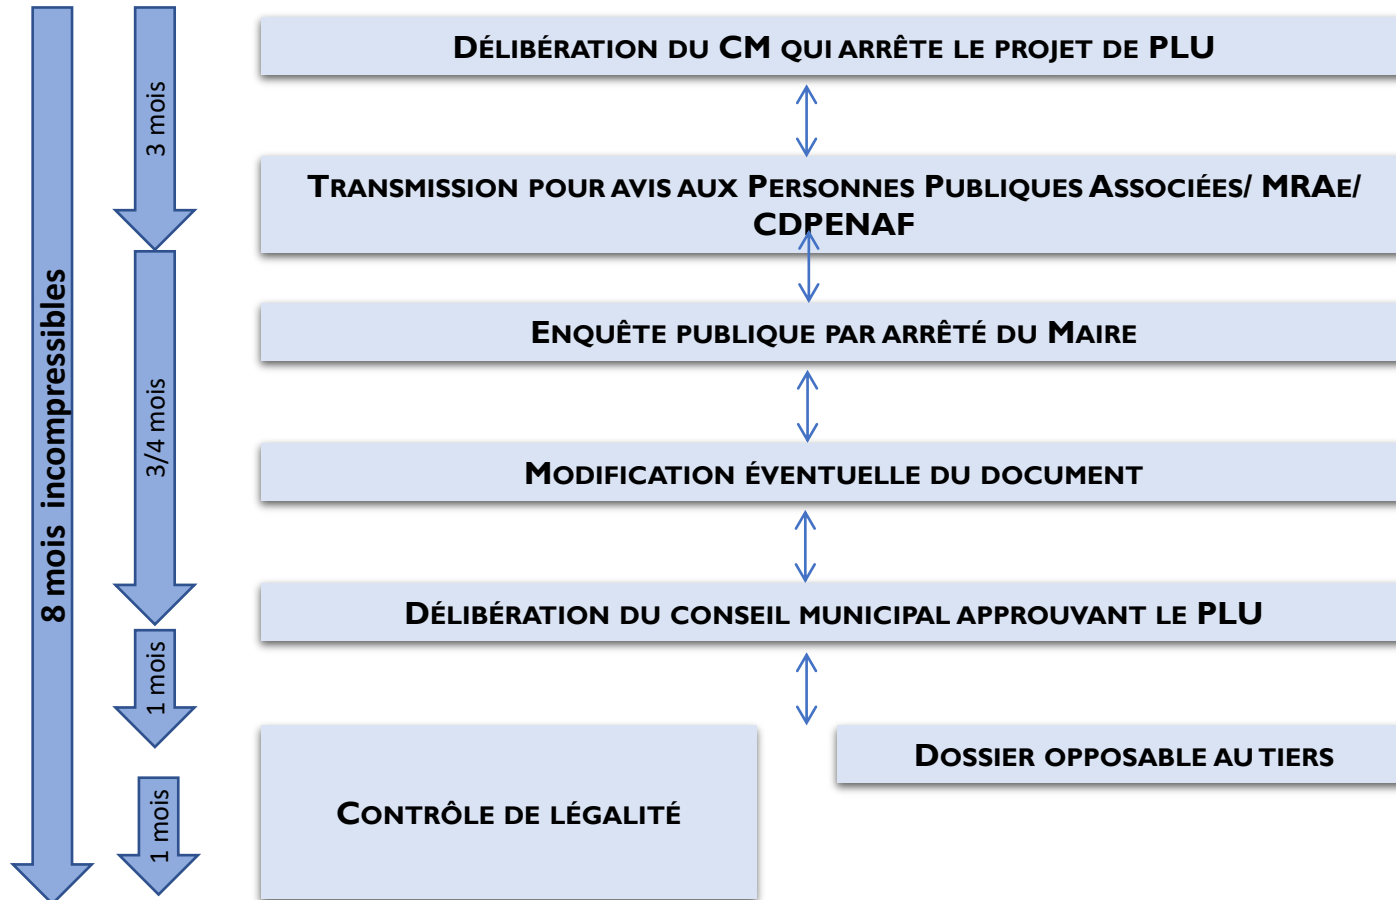 8 mois incompressibles
3 mois
3/4 mois
1 mois
1 mois
DÉLIBÉRATION DU CM QUI ARRÊTE LE PROJET DE PLU
TRANSMISSION POUR AVIS AUX PERSONNES PUBLIQUES ASSOCIÉES/ MRAE/
CDPENAF
ENQUÊTE PUBLIQUE PAR ARRÊTÉ DU MAIRE
MODIFICATION ÉVENTUELLE DU DOCUMENT
DÉLIBÉRATION DU CONSEIL MUNICIPAL APPROUVANT LE PLU
CONTRÔLE DE LÉGALITÉ
DOSSIER OPPOSABLE AU TIERS